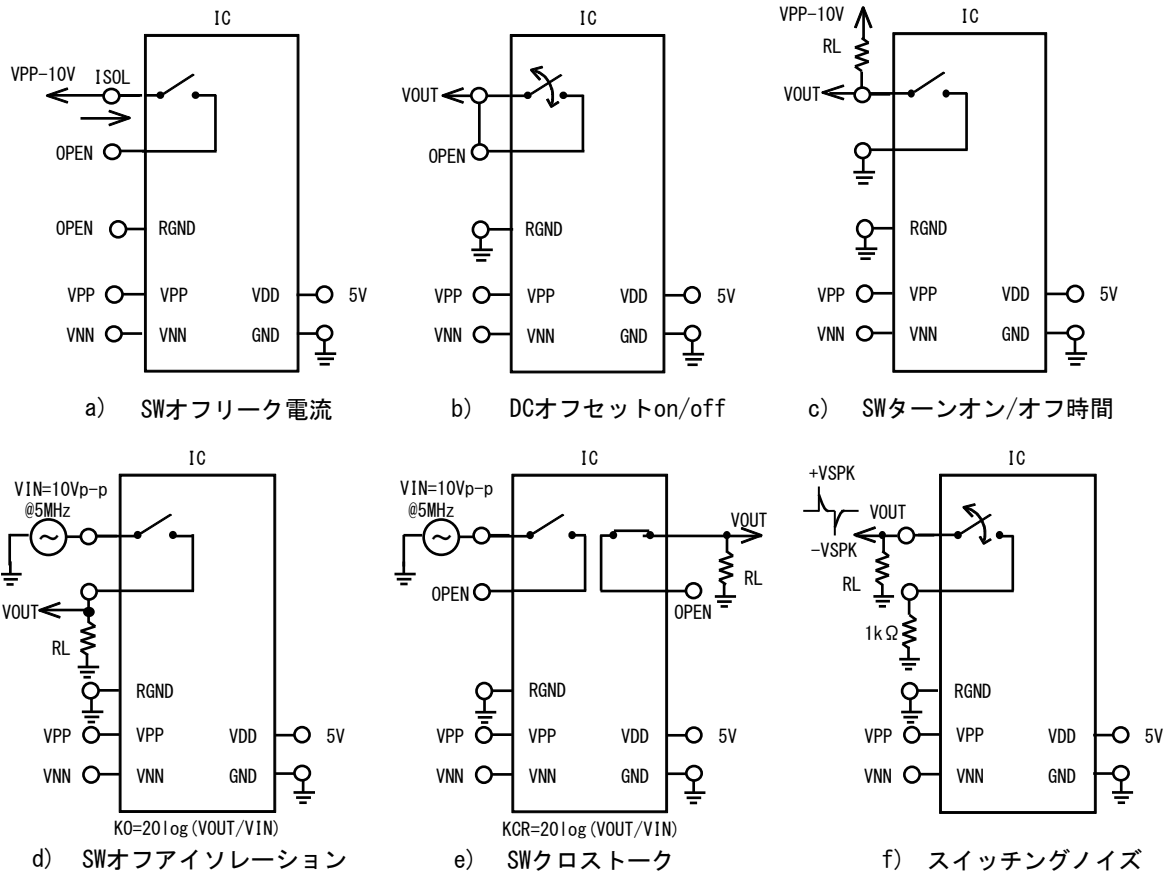 IC
VPP-10V
ISOL
OPEN
OPEN
RGND
VPP
VPP
VDD
5V
VNN
VNN
GND
a) SWオフリーク電流
IC
VOUT
OPEN
RGND
VPP
VPP
VDD
5V
VNN
VNN
GND
b) DCオフセットon/off
VPP-10V
IC
RL
VOUT
RGND
VPP
VPP
VDD
5V
VNN
VNN
GND
c) SWターンオン/オフ時間
IC
VIN=10Vp-p
@5MHz
VOUT
RL
RGND
VPP
VPP
VDD
5V
VNN
VNN
GND
KO=20log(VOUT/VIN)
d) SWオフアイソレーション
IC
VIN=10Vp-p
@5MHz
VOUT
RL
OPEN
OPEN
RGND
VPP
VPP
VDD
5V
VNN
VNN
GND
KCR=20log(VOUT/VIN)
e) SWクロストーク
IC
+VSPK
VOUT
-VSPK
RL
1kΩ
RGND
VPP
VPP
VDD
5V
VNN
VNN
GND
f) スイッチングノイズ